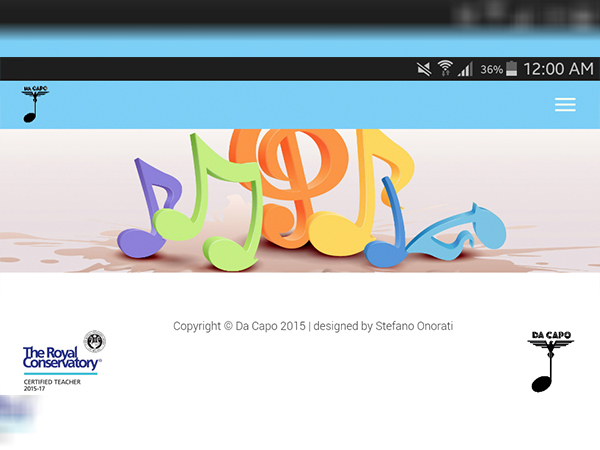 36% 12:00 AM
DA CAPO
Copyright © Da Capo 2015 | designed by Stefano Onorati
The Royal
Conservatory®
CERTIFIED TEACHER
2015-17
DA CAPO